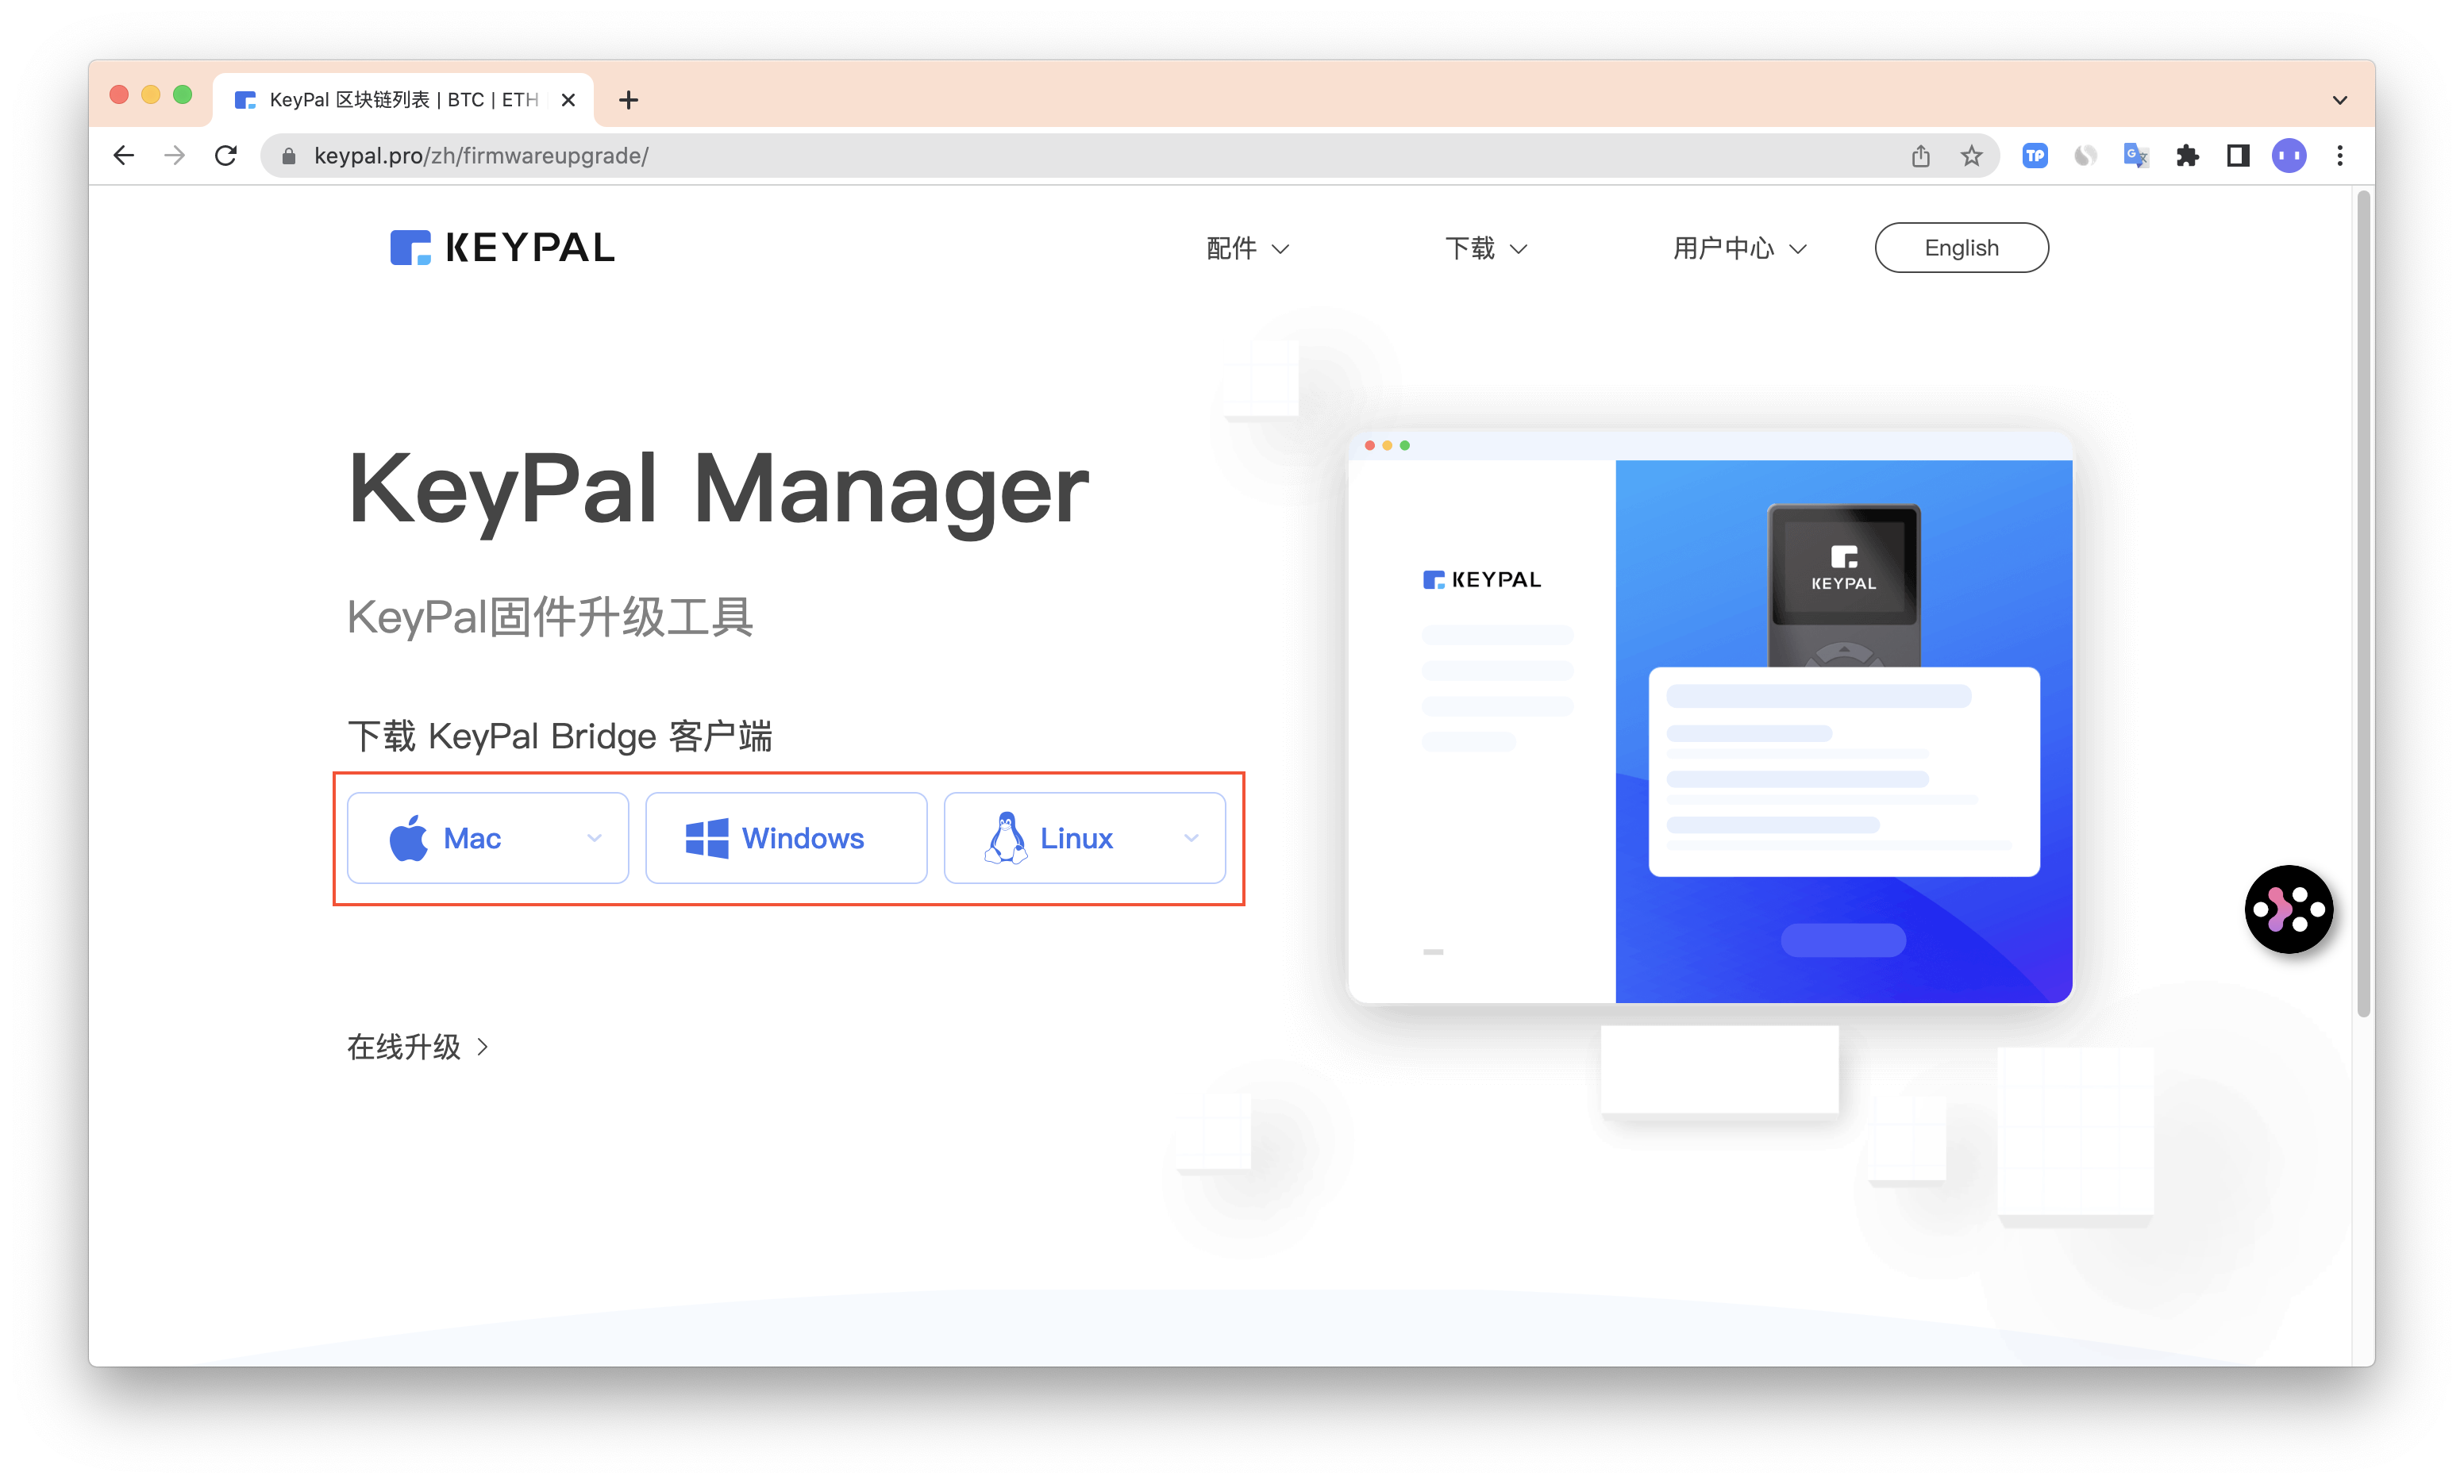 KeyPal 区块链列表 | BTC | ETH
keypal.pro/zh/firmwareupgrade/
TP
G 文
KEYPAL
配件
下载
用户中心
English
KeyPal Manager
KeyPal固件升级工具
下载 KeyPal Bridge 客户端
Mac
Windows
Linux
在线升级
KEYPAL
KEYPAL